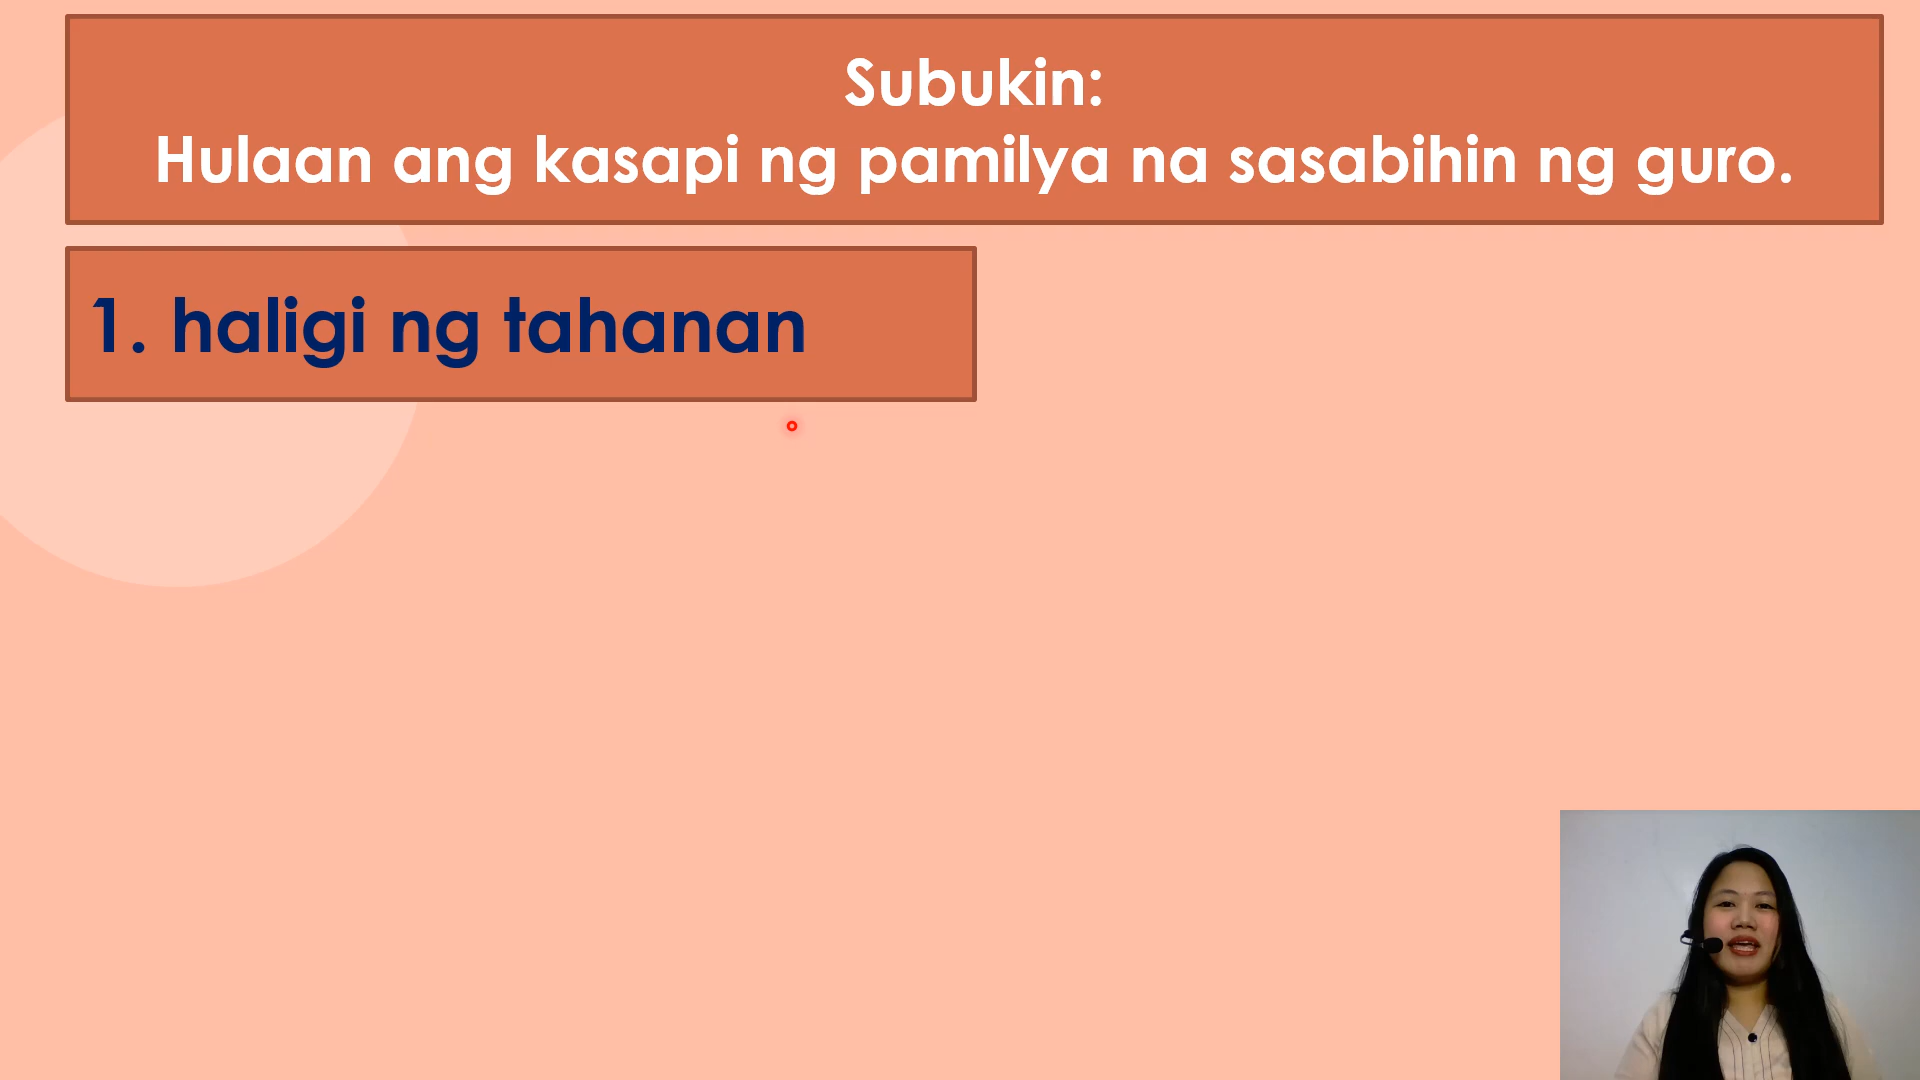 Subukin:
Hulaan ang kasapi ng pamilya na sasabihin ng guro.
1. haligi ng tahanan